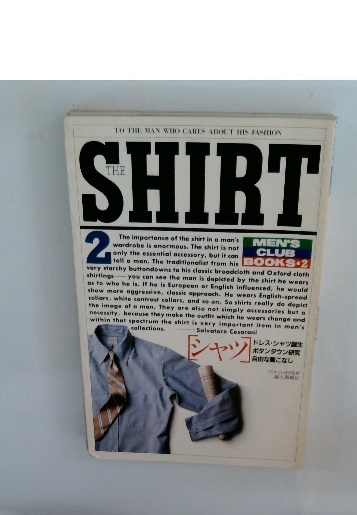 TO THE MAN WHO CARES ABOUT HIS FASHION
THE SHIRT
2
The importance of the shirt in a man's
wardrobe is enormous. The shirt is not
only the essential accessory, but it can
tell a man. The traditionalist from his
very starchy buttondowns to his classic broadcloth and Oxford cloth
shirtings—you can see the man is depicted by the shirt he wears
as to who he is. If he is European or English influenced, he would
show more aggressive, classic approach. He wears English-spread
collars, white contrast collars, and so on. So shirts really do depict
the image of a man. They are also not simply accessories but a
necessity, because they make the outfit which he wears change and
within that spectrum the shirt is very important item in men's
collections. Salvatore Cesarani
MEN'S
CLUB
BOOKS·2
[シャツ]
ドレス・シャツ誕生
ボタンダウン研究
自由な着こなし
婦人画報社